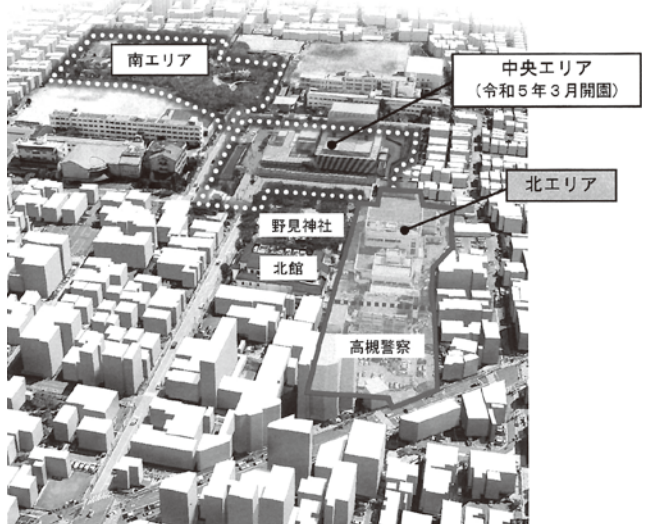 南エリア
中央エリア
(令和5年3月開園)
北エリア
野見神社
北館
高槻警察